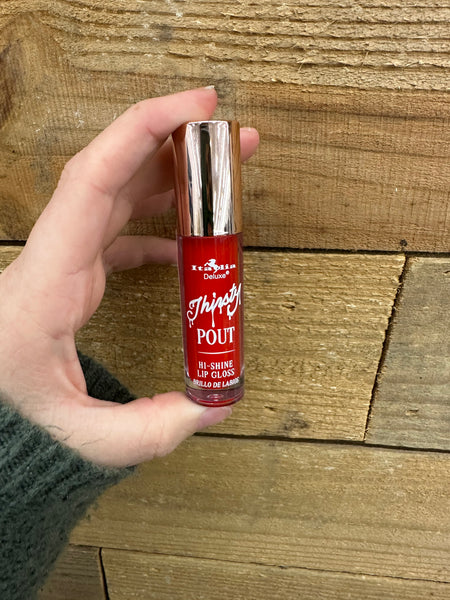 Italia
Deluxe®
Thirsty
POUT
HI-SHINE
LIP GLOSS
BRILLO DE LABIOS